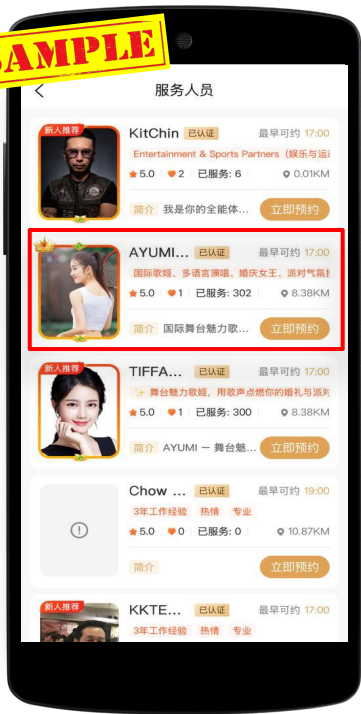 SAMPLE
服务人员
新人推荐
KitChin 已认证 最早可约 17:00
Entertainment & Sports Partners（娱乐与运
5.0 2 已服务: 6 0.01KM
简介 我是你的全能体... 立即预约
AYUMI... 已认证 最早可约 17:00
国际歌姬、多语言演唱、婚庆女王、派对气氛
5.0 1 已服务: 302 8.38KM
简介 国际舞台魅力歌... 立即预约
新人推荐
TIFFA... 已认证 最早可约 17:00
舞台魅力歌姬，用歌声点燃你的婚礼与派对
5.0 1 已服务: 300 8.38KM
简介 AYUMI — 舞台魅... 立即预约
Chow ... 已认证 最早可约 19:00
3年工作经验 热情 专业
5.0 0 已服务: 0 10.87KM
简介 立即预约
新人推荐
KKTE... 已认证 最早可约 17:00
3年工作经验 热情 专业